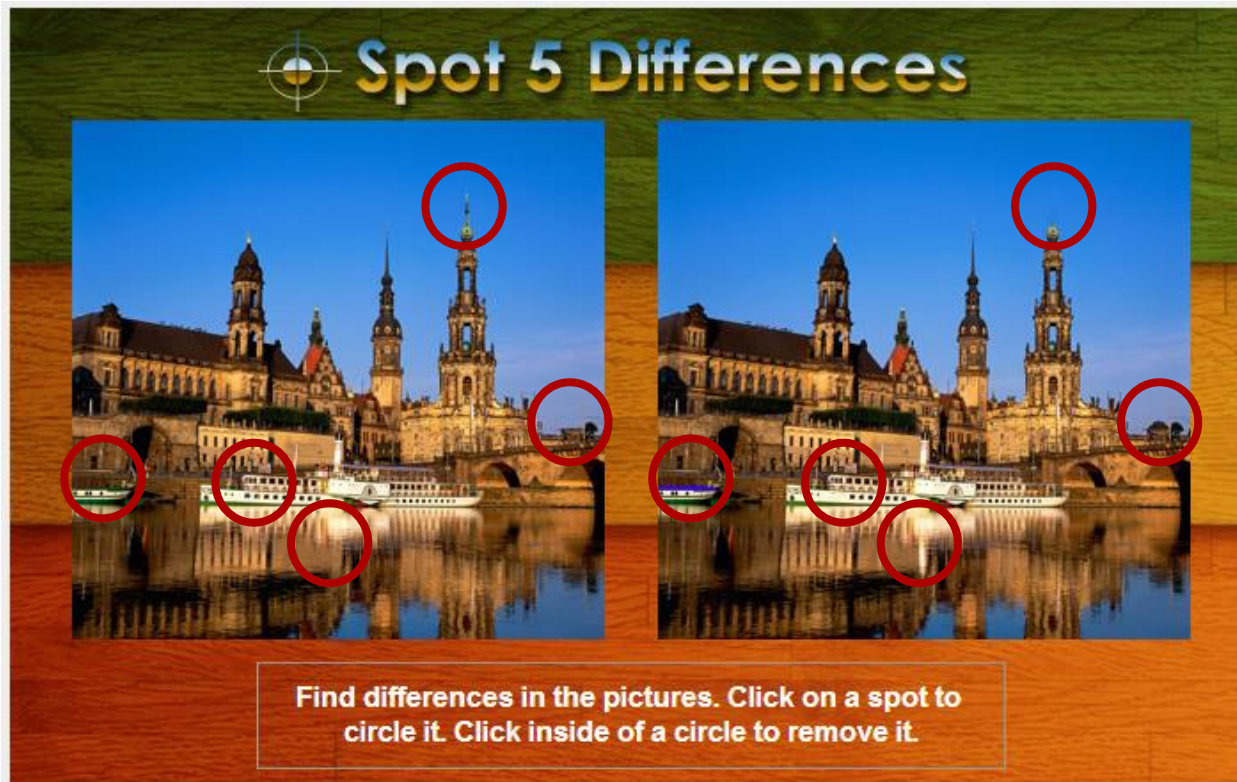 Spot 5 Differences
Find differences in the pictures. Click on a spot to
circle it. Click inside of a circle to remove it.